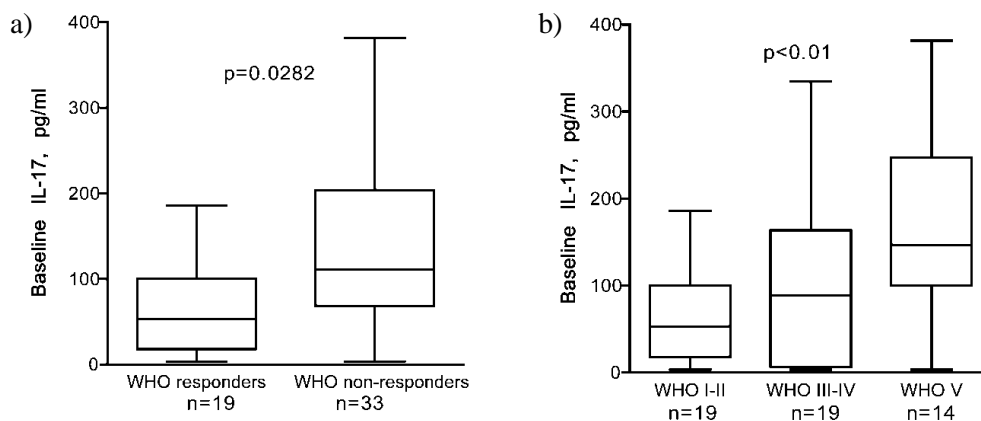 a)
Baseline IL-17, pg/ml
400
300
200
100
0
p=0.0282
WHO responders
n=19
WHO non-responders
n=33
b)
Baseline IL-17, pg/ml
400
300
200
100
0
p<0.01
WHO I-II
n=19
WHO III-IV
n=19
WHO V
n=14